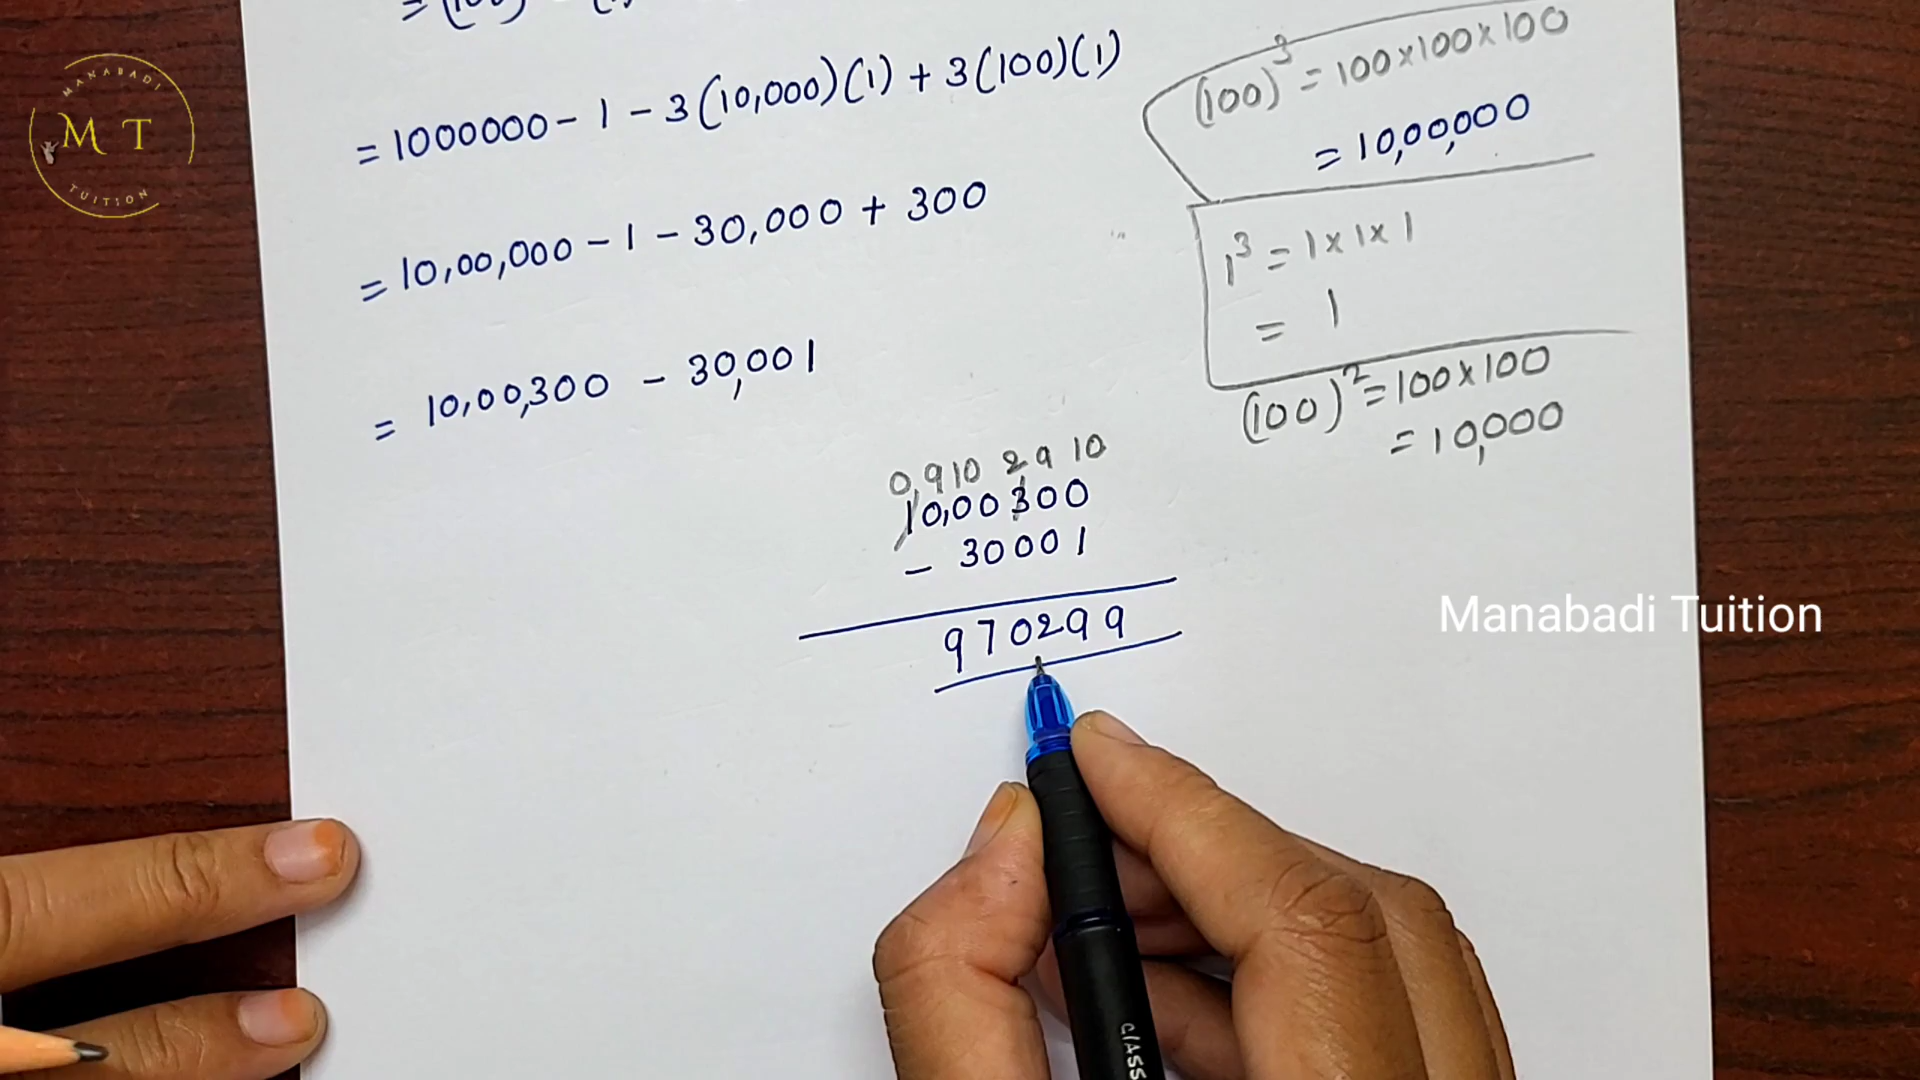 MANABADI
M T
TUITION
= 1000000 - 1 - 3(10,000)(1) + 3(100)(1)
= 10,00,000 - 1 - 30,000 + 300
= 10,00,300 - 30,001
(100)³ = 100×100×100
= 10,00,000
1³ = 1×1×1
= 1
(100)² = 100×100
= 10,000
0 9 10 2 9 10
10,00300
- 30001
970299
Manabadi Tuition
CLASS